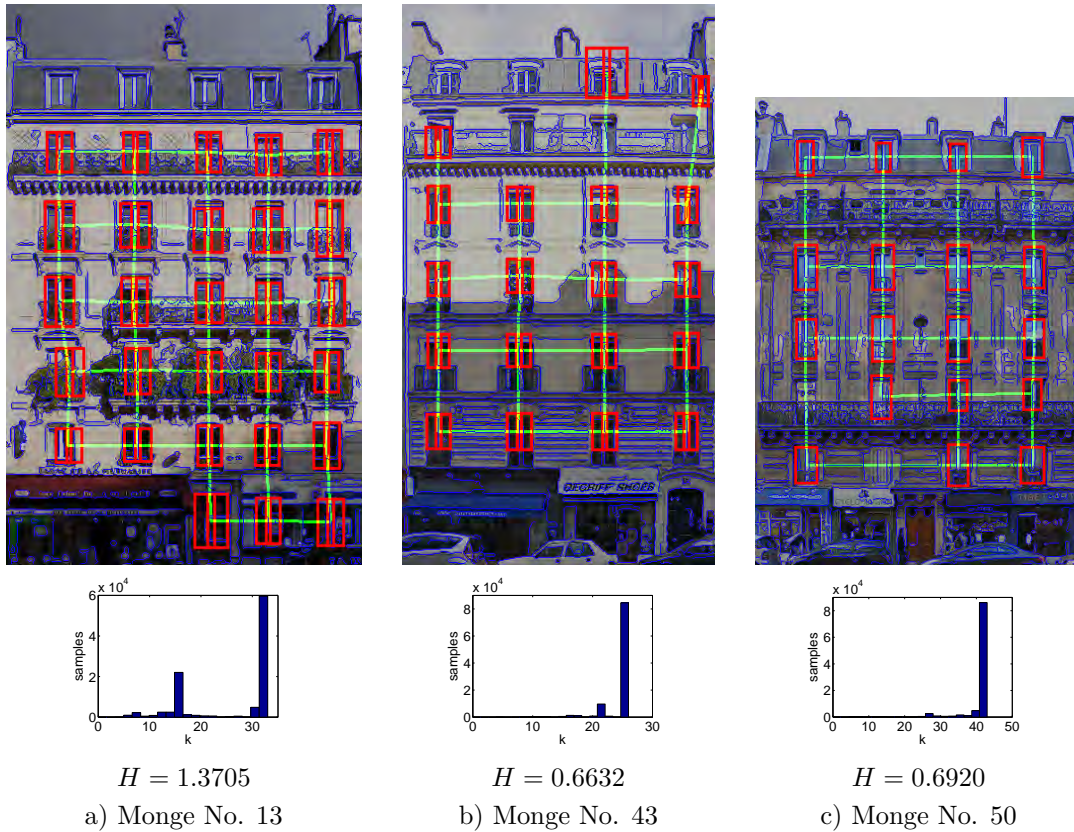 GEOBRIFF SHOES
x 10^4
6
4
2
0
samples
0 10 20 30
k
x 10^4
8
6
4
2
0
samples
0 10 20 30
k
x 10^4
8
6
4
2
0
samples
0 10 20 30 40 50
k
H = 1.3705
H = 0.6632
H = 0.6920
a) Monge No. 13
b) Monge No. 43
c) Monge No. 50